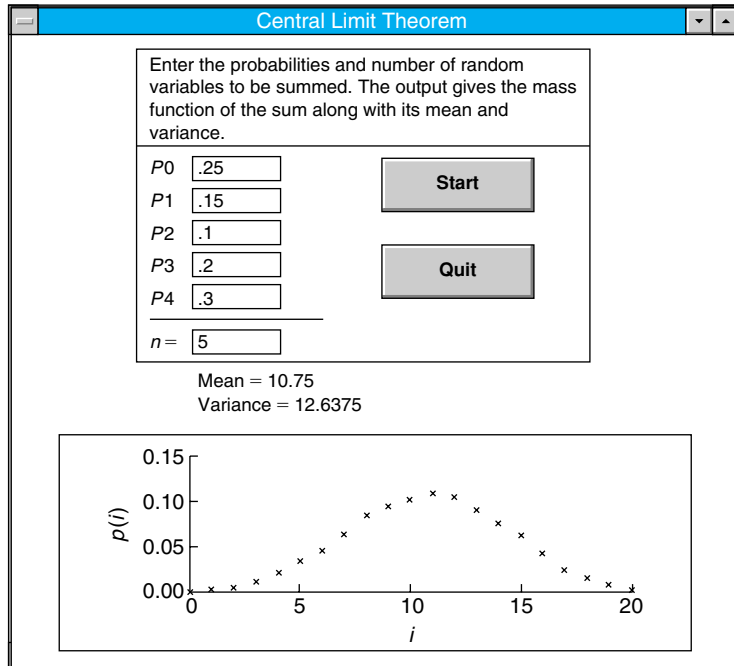 Central Limit Theorem
Enter the probabilities and number of random
variables to be summed. The output gives the mass
function of the sum along with its mean and
variance.
P0 .25
P1 .15
P2 .1
P3 .2
P4 .3
n = 5
Start
Quit
Mean = 10.75
Variance = 12.6375
0.15
0.10
0.05
0.00
p(i)
0 5 10 15 20
i